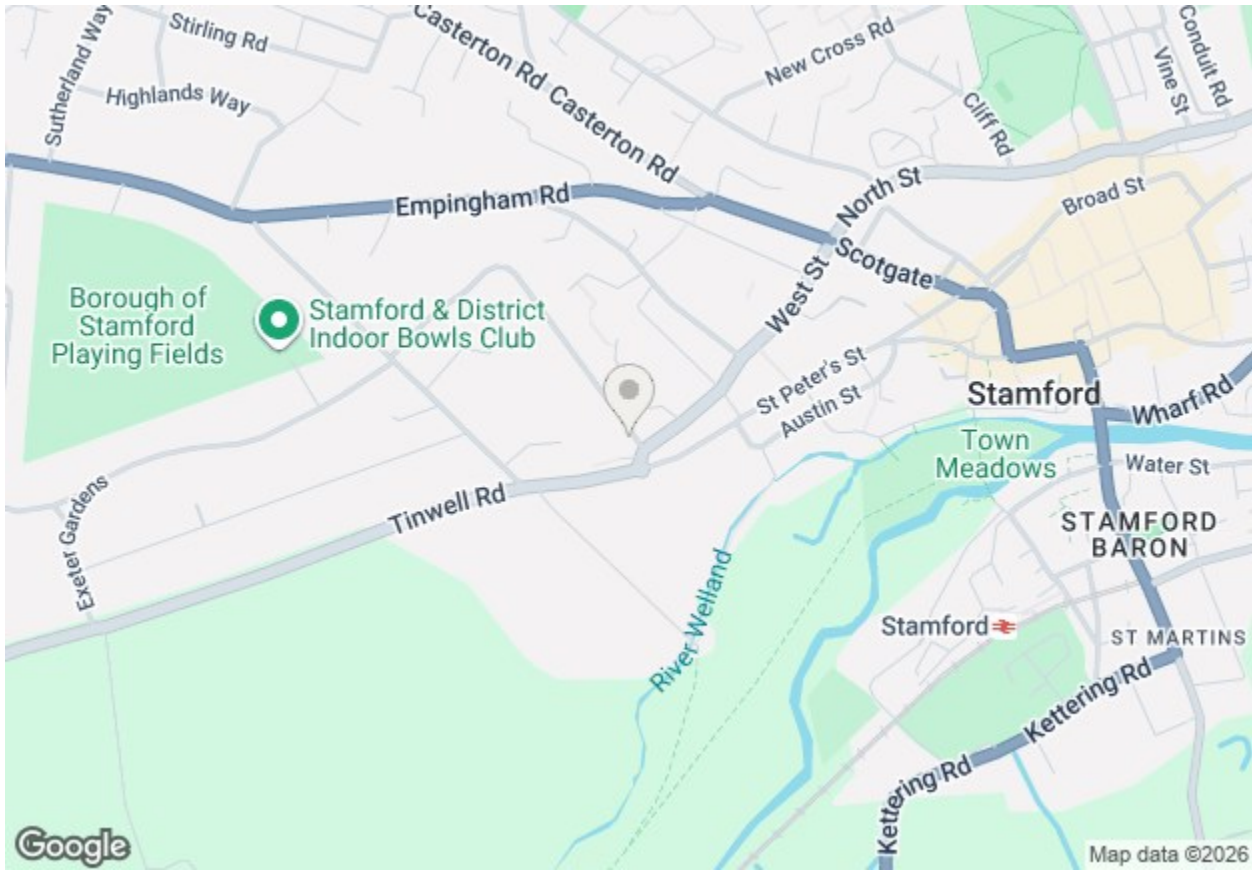 Stirling Rd
Sutherland Way
Highlands Way
Casterton Rd
Casterton Rd
New Cross Rd
Conduit Rd
Vine St
Cliff Rd
Empingham Rd
North St
Broad St
Scotgate
West St
Borough of
Stamford
Playing Fields
Stamford & District
Indoor Bowls Club
St Peter's St
Austin St
Stamford
Wharf Rd
Town
Meadows
Water St
Tinwell Rd
Exeter Gardens
STAMFORD
BARON
River Welland
Stamford
ST MARTINS
Kettering Rd
Kettering Rd
Google
Map data ©2026